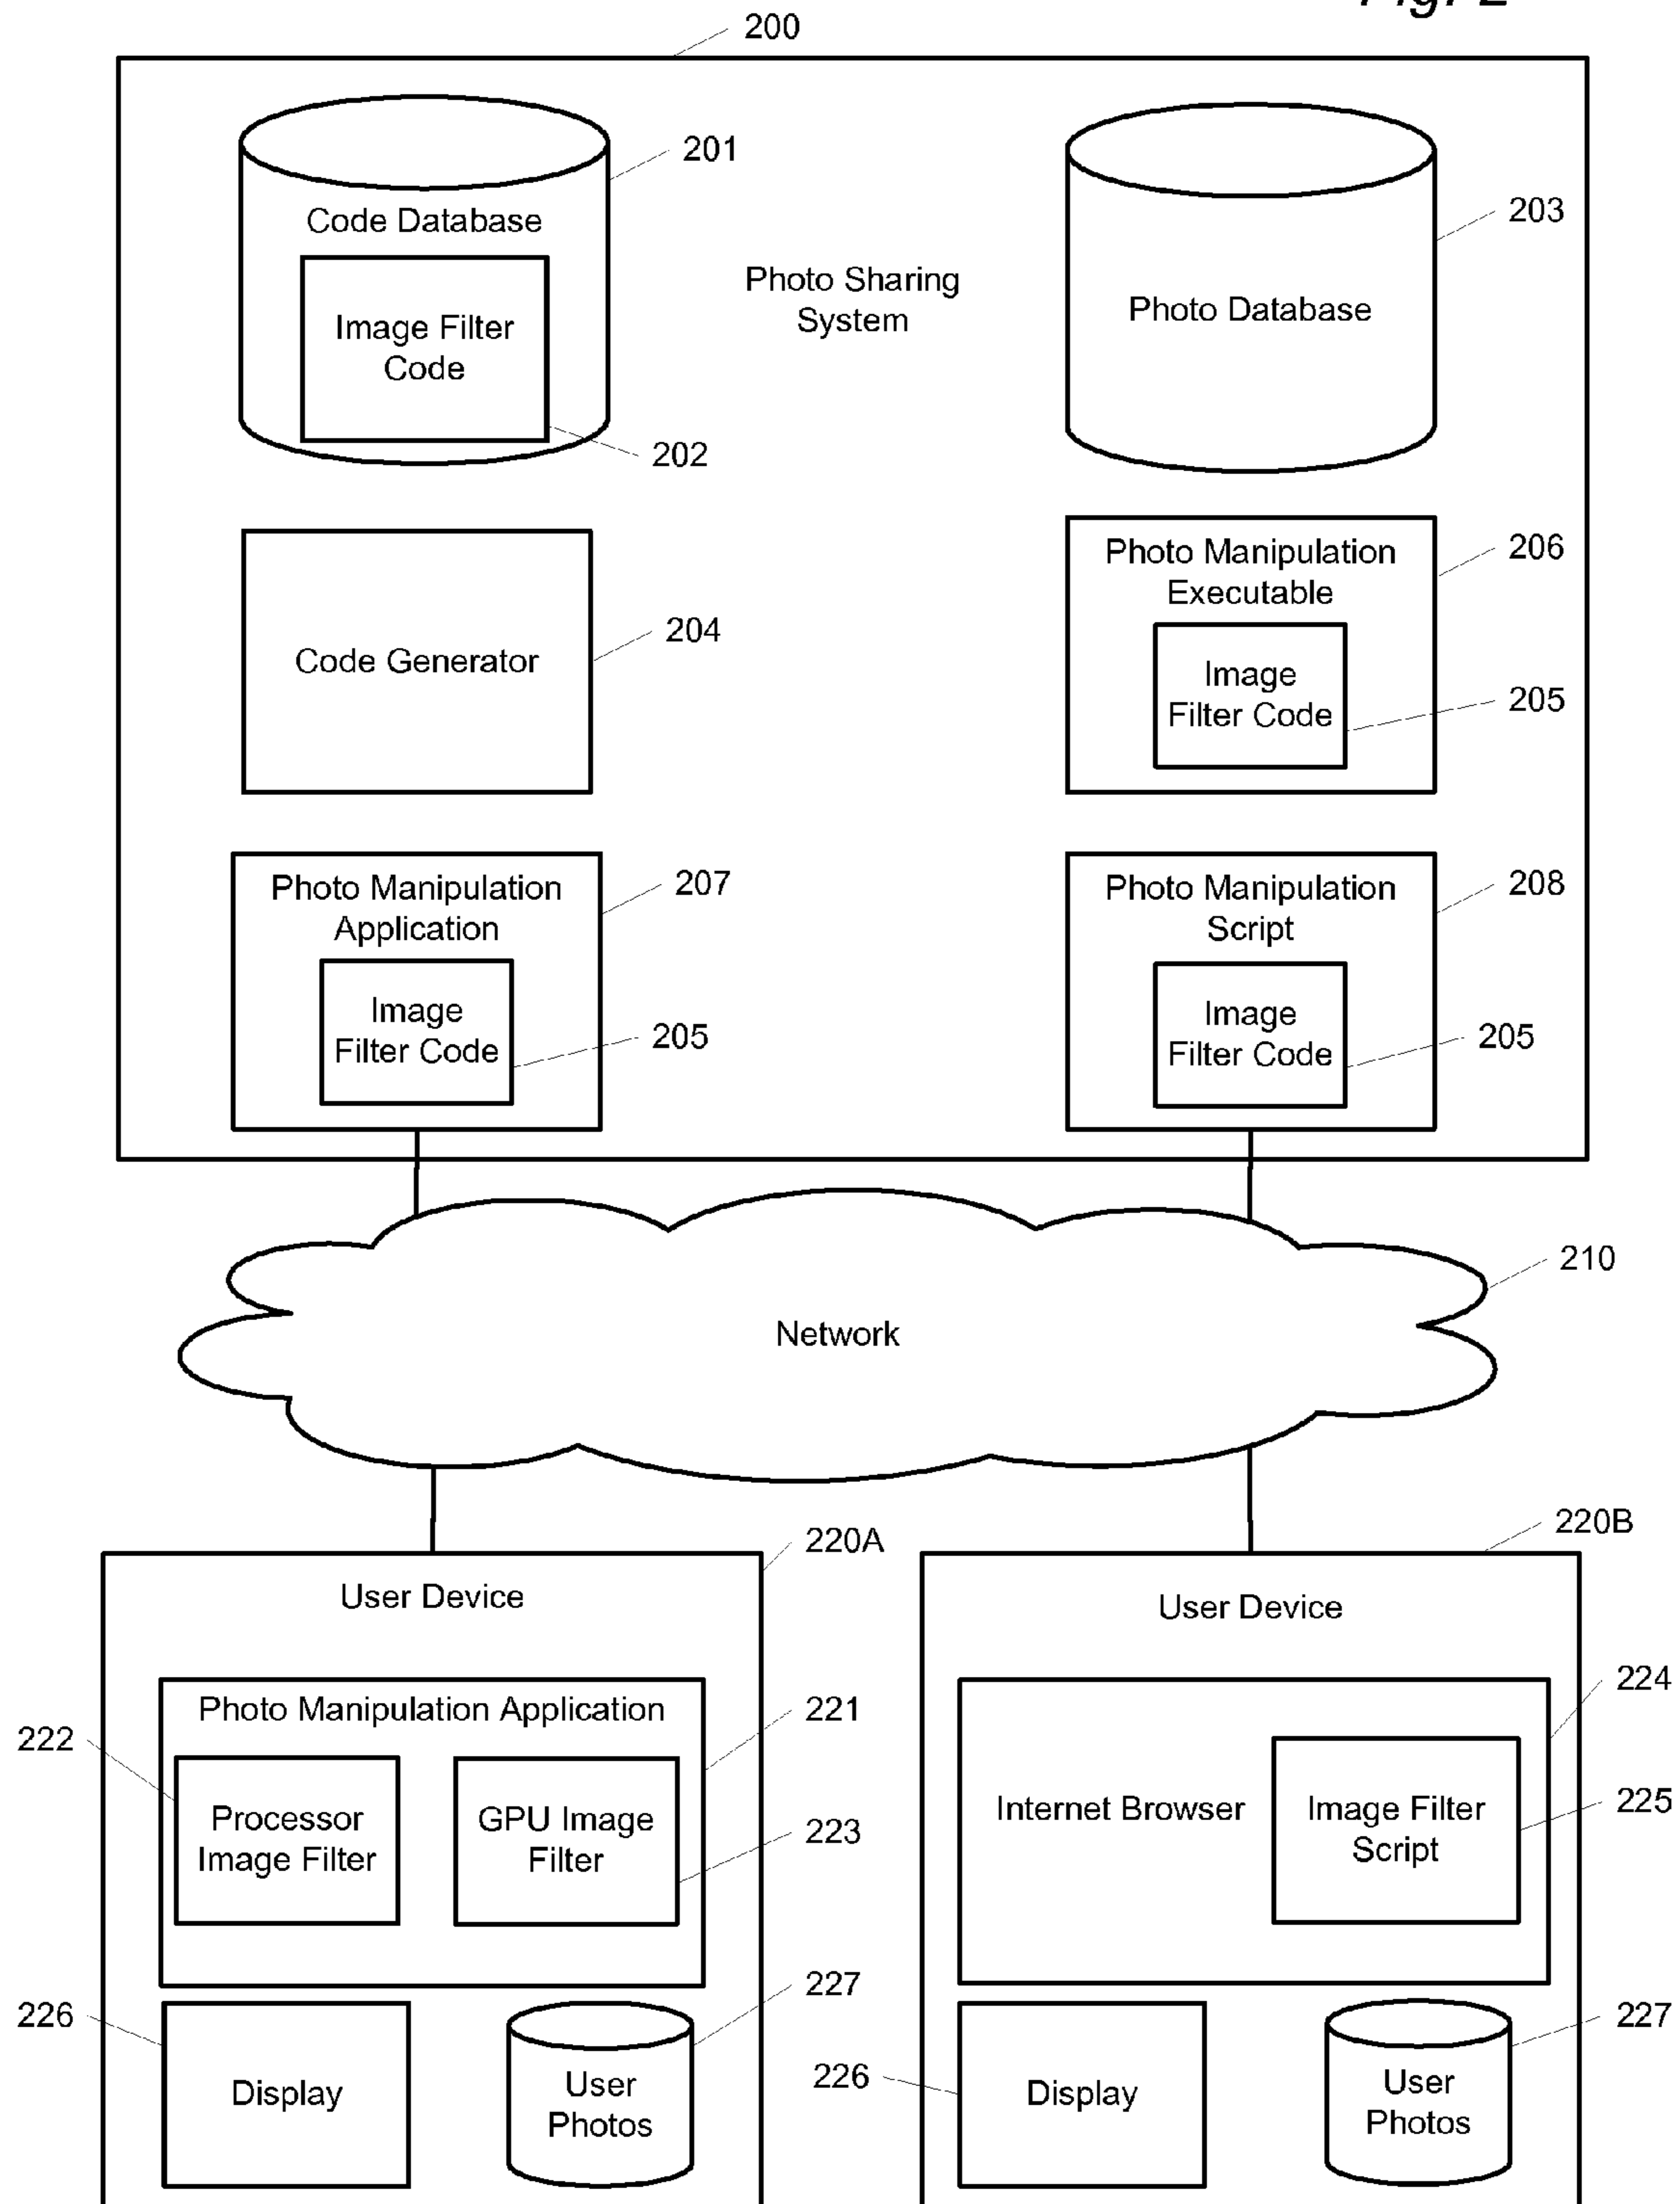 200
201
Code Database
203
Photo Sharing
System
Photo Database
Image Filter
Code
202
Photo Manipulation
Executable
206
204
Code Generator
Image
Filter Code
205
Photo Manipulation
Application
207
Photo Manipulation
Script
208
Image
Filter Code
205
Image
Filter Code
205
210
Network
220A
220B
User Device
User Device
Photo Manipulation Application
221
222
Processor
Image Filter
GPU Image
Filter
223
224
Internet Browser
Image Filter
Script
225
226
227
Display
User
Photos
226
227
Display
User
Photos